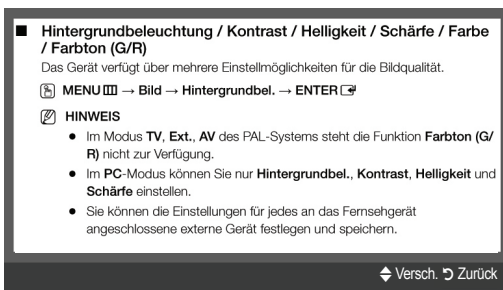 ■ Hintergrundbeleuchtung / Kontrast / Helligkeit / Schärfe / Farbe
/ Farbton (G/R)
Das Gerät verfügt über mehrere Einstellmöglichkeiten für die Bildqualität.
MENU → Bild → Hintergrundbel. → ENTER
HINWEIS
● Im Modus TV, Ext., AV des PAL-Systems steht die Funktion Farbton (G/
R) nicht zur Verfügung.
● Im PC-Modus können Sie nur Hintergrundbel., Kontrast, Helligkeit und
Schärfe einstellen.
● Sie können die Einstellungen für jedes an das Fernsehgerät
angeschlossene externe Gerät festlegen und speichern.
Versch. Zurück